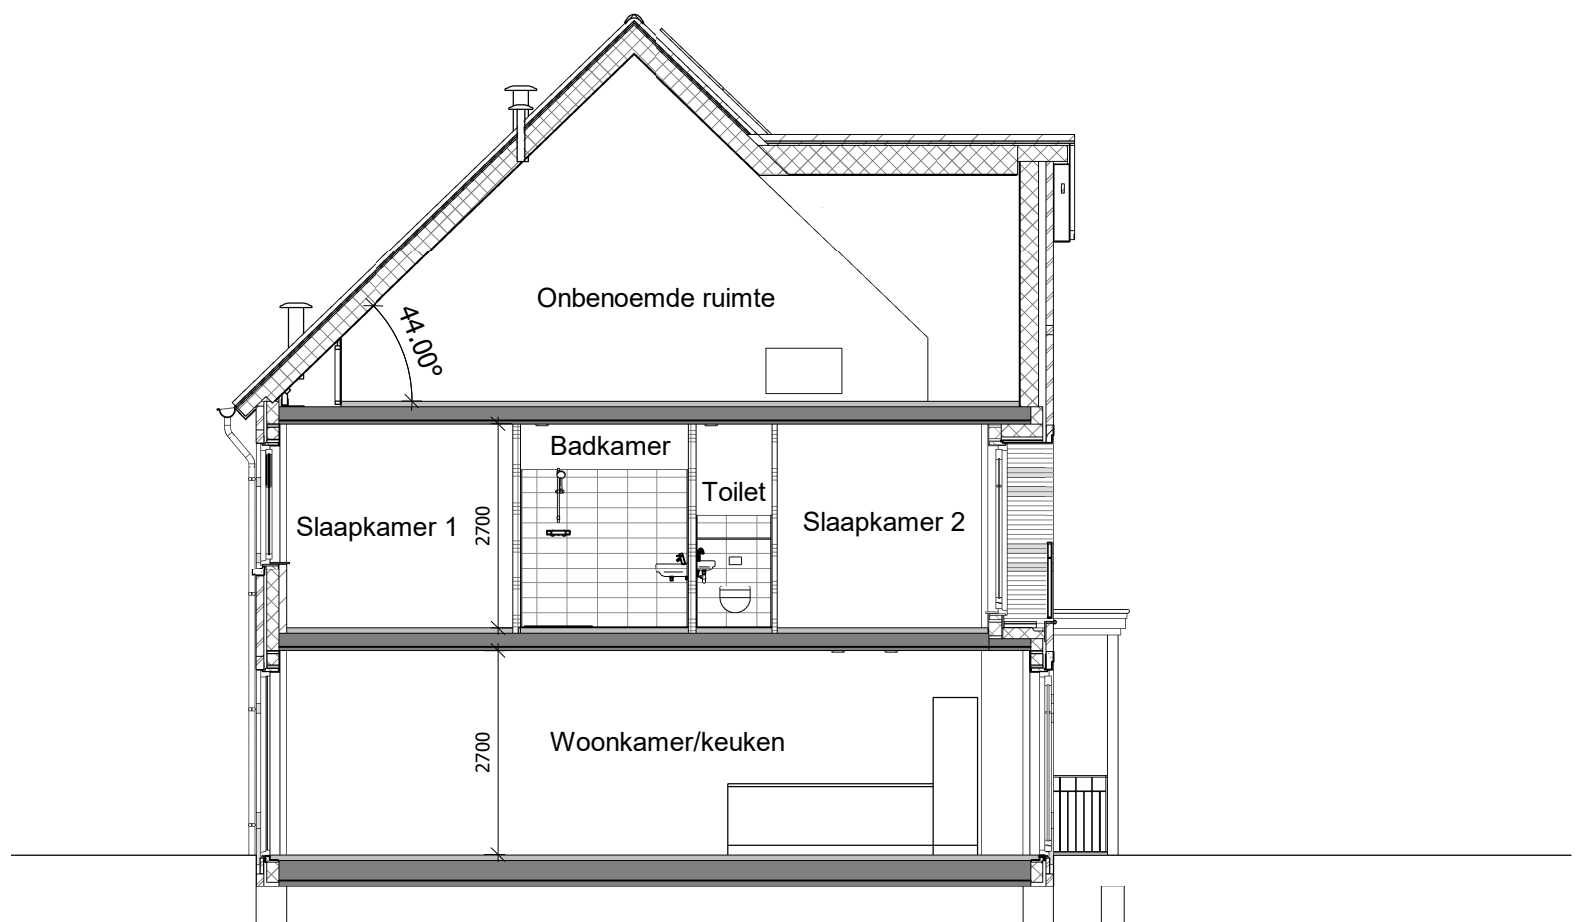 Onbenoemde ruimte
44.00°
Badkamer
Toilet
Slaapkamer 1
2700
Slaapkamer 2
2700
Woonkamer/keuken